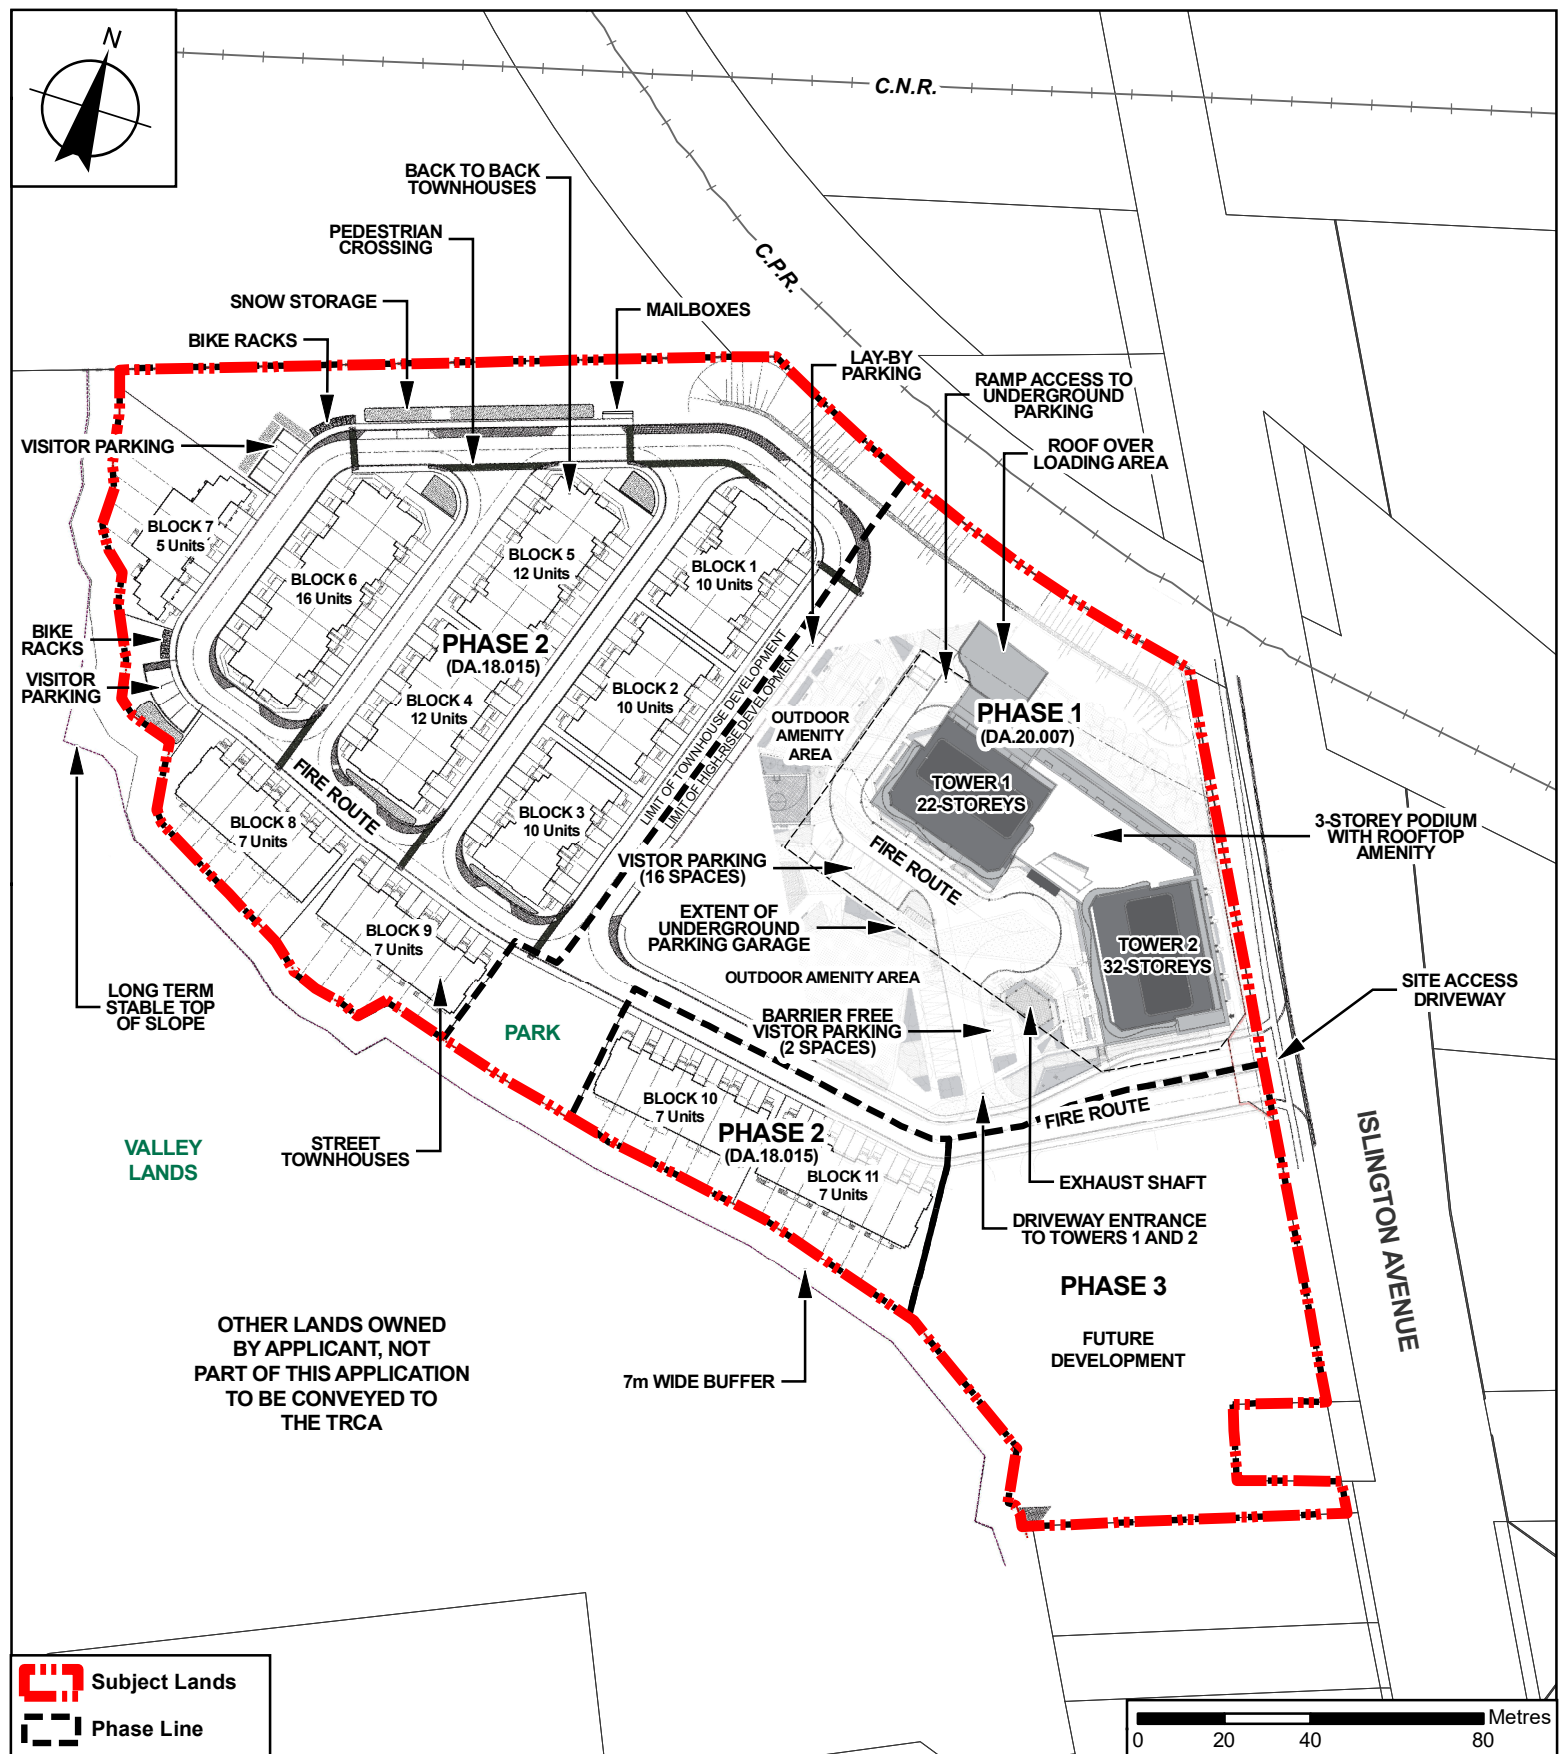 N
C.N.R.
C.P.R.
BACK TO BACK
TOWNHOUSES
PEDESTRIAN
CROSSING
SNOW STORAGE
BIKE RACKS
MAILBOXES
LAY-BY
PARKING
RAMP ACCESS TO
UNDERGROUND
PARKING
ROOF OVER
LOADING AREA
VISITOR PARKING
BLOCK 7
5 Units
BLOCK 6
16 Units
BLOCK 5
12 Units
BLOCK 1
10 Units
BIKE
RACKS
VISITOR
PARKING
PHASE 2
(DA.18.015)
BLOCK 4
12 Units
BLOCK 2
10 Units
LIMIT OF TOWNHOUSE DEVELOPMENT
LIMIT OF HIGH-RISE DEVELOPMENT
OUTDOOR
AMENITY
AREA
PHASE 1
(DA.20.007)
TOWER 1
22-STOREYS
FIRE ROUTE
BLOCK 3
10 Units
BLOCK 8
7 Units
3-STOREY PODIUM
WITH ROOFTOP
AMENITY
VISTOR PARKING
(16 SPACES)
FIRE ROUTE
EXTENT OF
UNDERGROUND
PARKING GARAGE
BLOCK 9
7 Units
TOWER 2
32-STOREYS
OUTDOOR AMENITY AREA
LONG TERM
STABLE TOP
OF SLOPE
SITE ACCESS
DRIVEWAY
PARK
BARRIER FREE
VISTOR PARKING
(2 SPACES)
BLOCK 10
7 Units
FIRE ROUTE
PHASE 2
(DA.18.015)
VALLEY
LANDS
STREET
TOWNHOUSES
BLOCK 11
7 Units
EXHAUST SHAFT
DRIVEWAY ENTRANCE
TO TOWERS 1 AND 2
ISLINGTON AVENUE
PHASE 3
FUTURE
DEVELOPMENT
OTHER LANDS OWNED
BY APPLICANT, NOT
PART OF THIS APPLICATION
TO BE CONVEYED TO
THE TRCA
7m WIDE BUFFER
Subject Lands
Phase Line
Metres
0 20 40 80